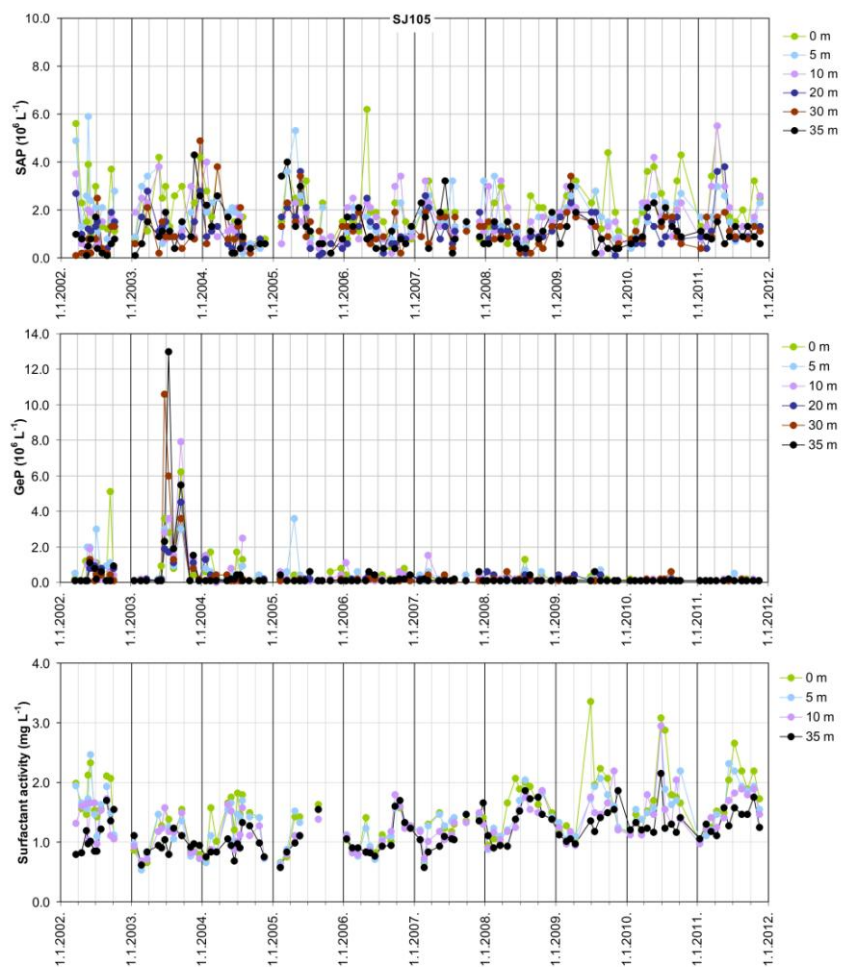 SJ105
SAP (10⁶ L⁻¹)
10.0
8.0
6.0
4.0
2.0
0.0
1.1.2002.
1.1.2003.
1.1.2004.
1.1.2005.
1.1.2006.
1.1.2007.
1.1.2008.
1.1.2009.
1.1.2010.
1.1.2011.
1.1.2012.
0 m
5 m
10 m
20 m
30 m
35 m
GeP (10⁶ L⁻¹)
14.0
12.0
10.0
8.0
6.0
4.0
2.0
0.0
1.1.2002.
1.1.2003.
1.1.2004.
1.1.2005.
1.1.2006.
1.1.2007.
1.1.2008.
1.1.2009.
1.1.2010.
1.1.2011.
1.1.2012.
0 m
5 m
10 m
20 m
30 m
35 m
Surfactant activity (mg L⁻¹)
4.0
3.0
2.0
1.0
0.0
1.1.2002.
1.1.2003.
1.1.2004.
1.1.2005.
1.1.2006.
1.1.2007.
1.1.2008.
1.1.2009.
1.1.2010.
1.1.2011.
1.1.2012.
0 m
5 m
10 m
35 m